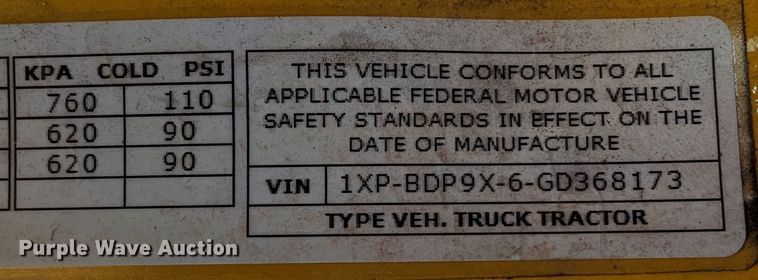 KPA COLD PSI
760 110
620 90
620 90
THIS VEHICLE CONFORMS TO ALL
APPLICABLE FEDERAL MOTOR VEHICLE
SAFETY STANDARDS IN EFFECT ON THE
DATE OF MANUFACTURE
VIN 1XP-BDP9X-6-GD368173
TYPE VEH. TRUCK TRACTOR
Purple Wave Auction